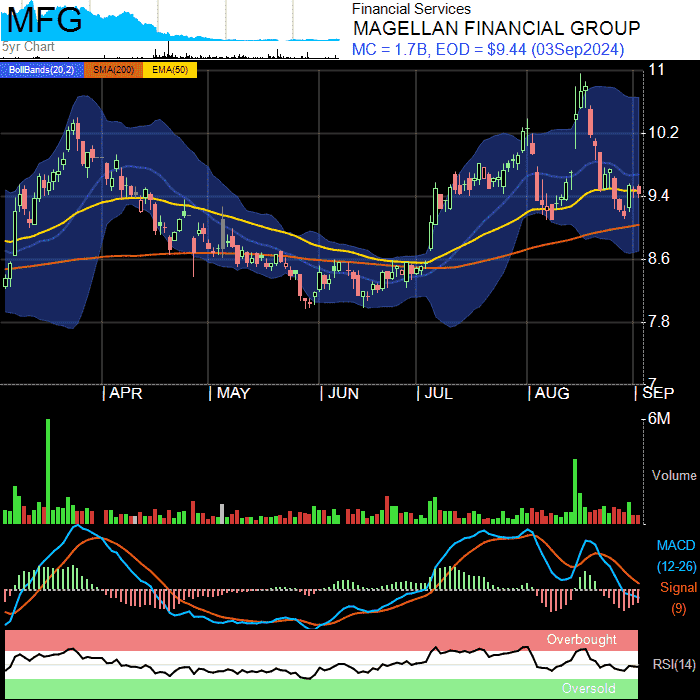 MFG
5yr Chart
Financial Services
MAGELLAN FINANCIAL GROUP
MC = 1.7B, EOD = $9.44 (03Sep2024)
BollBands(20,2) SMA(200) EMA(50)
11
10.2
9.4
8.6
7.8
7
APR MAY JUN JUL AUG SEP
6M
Volume
MACD
(12-26)
Signal
(9)
Overbought
RSI(14)
Oversold